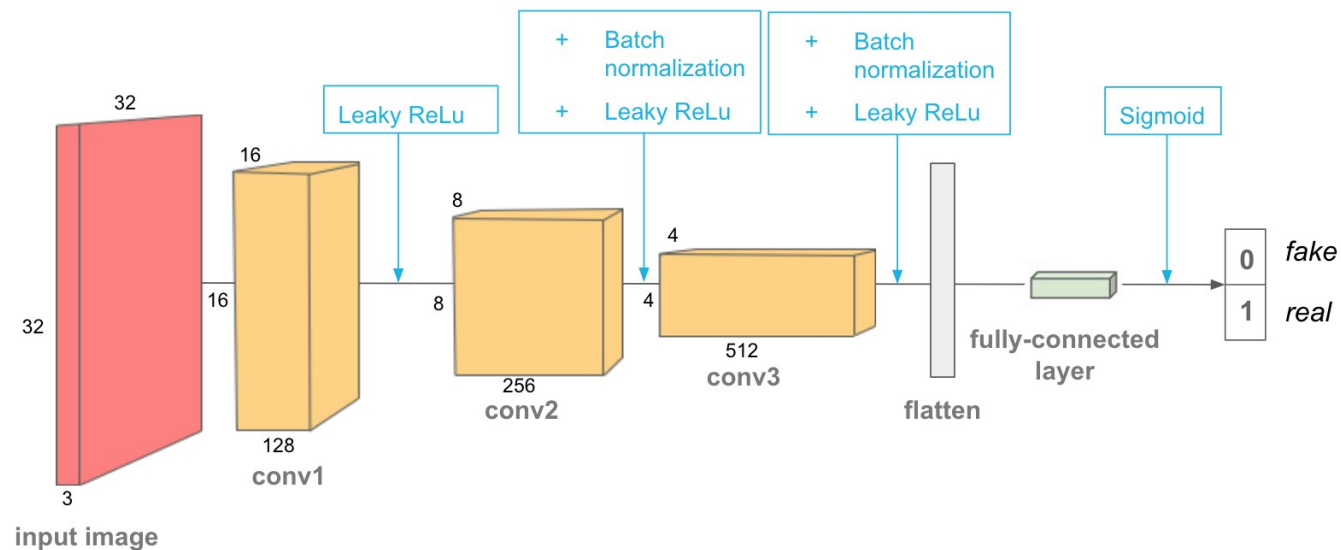 32
32
3
input image
16
16
128
conv1
Leaky ReLu
8
8
256
conv2
+ Batch
normalization
+ Leaky ReLu
4
4
512
conv3
+ Batch
normalization
+ Leaky ReLu
flatten
fully-connected
layer
Sigmoid
0 fake
1 real